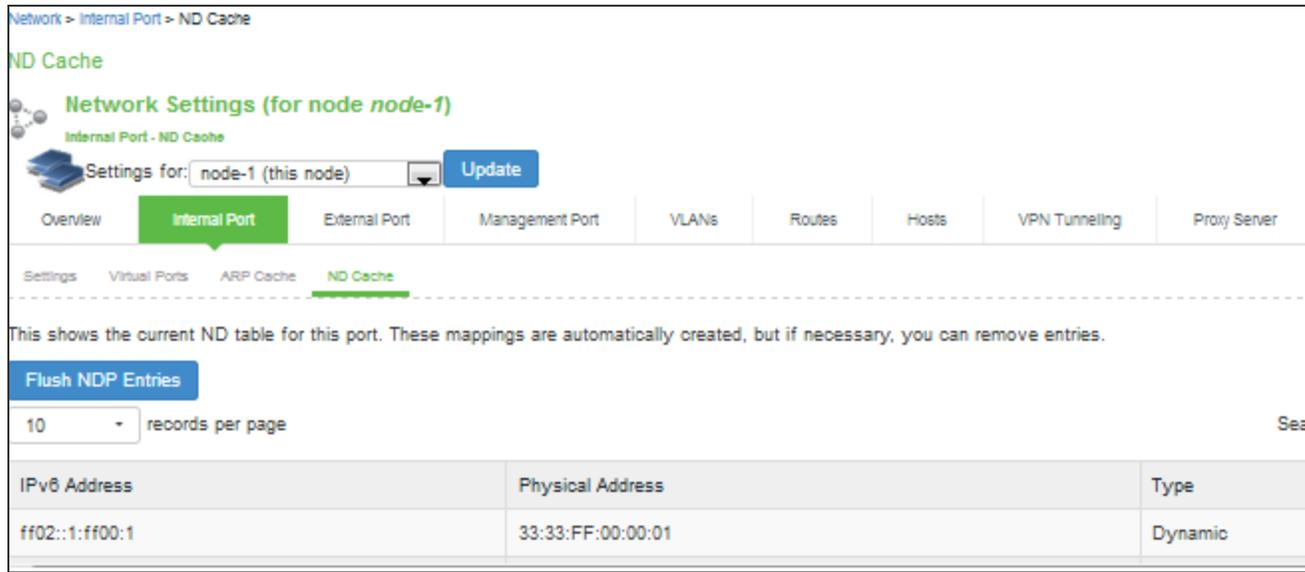 Network > Internal Port > ND Cache
ND Cache
Network Settings (for node node-1)
Internal Port - ND Cache
Settings for: node-1 (this node) Update
Overview Internal Port External Port Management Port VLANs Routes Hosts VPN Tunneling Proxy Server
Settings Virtual Ports ARP Cache ND Cache
This shows the current ND table for this port. These mappings are automatically created, but if necessary, you can remove entries.
Flush NDP Entries
10 records per page
IPv6 Address Physical Address Type
ff02::1:ff00:1 33:33:FF:00:00:01 Dynamic